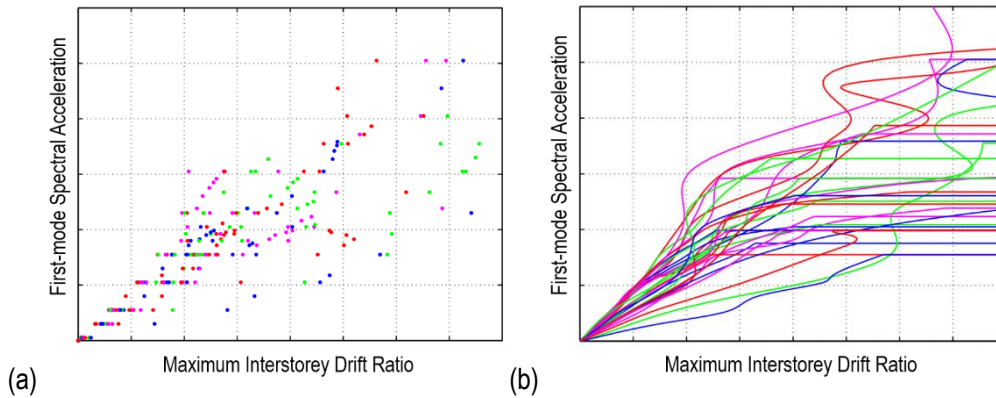 First-mode Spectral Acceleration
Maximum Interstorey Drift Ratio
(a)
First-mode Spectral Acceleration
Maximum Interstorey Drift Ratio
(b)